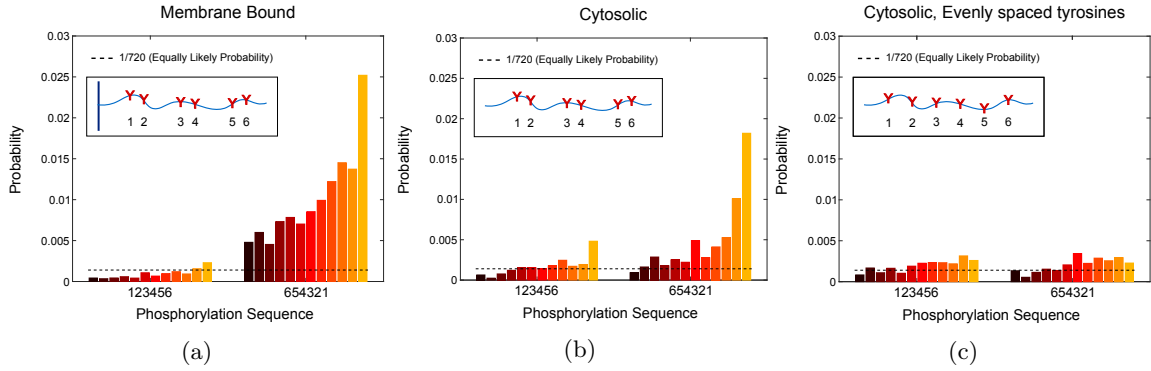 Membrane Bound
0.03
0.025
0.02
0.015
0.01
0.005
0
Probability
1/720 (Equally Likely Probability)
Y Y Y Y Y Y
1 2 3 4 5 6
123456 654321
Phosphorylation Sequence
(a)
Cytosolic
0.03
0.025
0.02
0.015
0.01
0.005
0
Probability
1/720 (Equally Likely Probability)
Y Y Y Y Y Y
1 2 3 4 5 6
123456 654321
Phosphorylation Sequence
(b)
Cytosolic, Evenly spaced tyrosines
0.03
0.025
0.02
0.015
0.01
0.005
0
Probability
1/720 (Equally Likely Probability)
Y Y Y Y Y Y
1 2 3 4 5 6
123456 654321
Phosphorylation Sequence
(c)